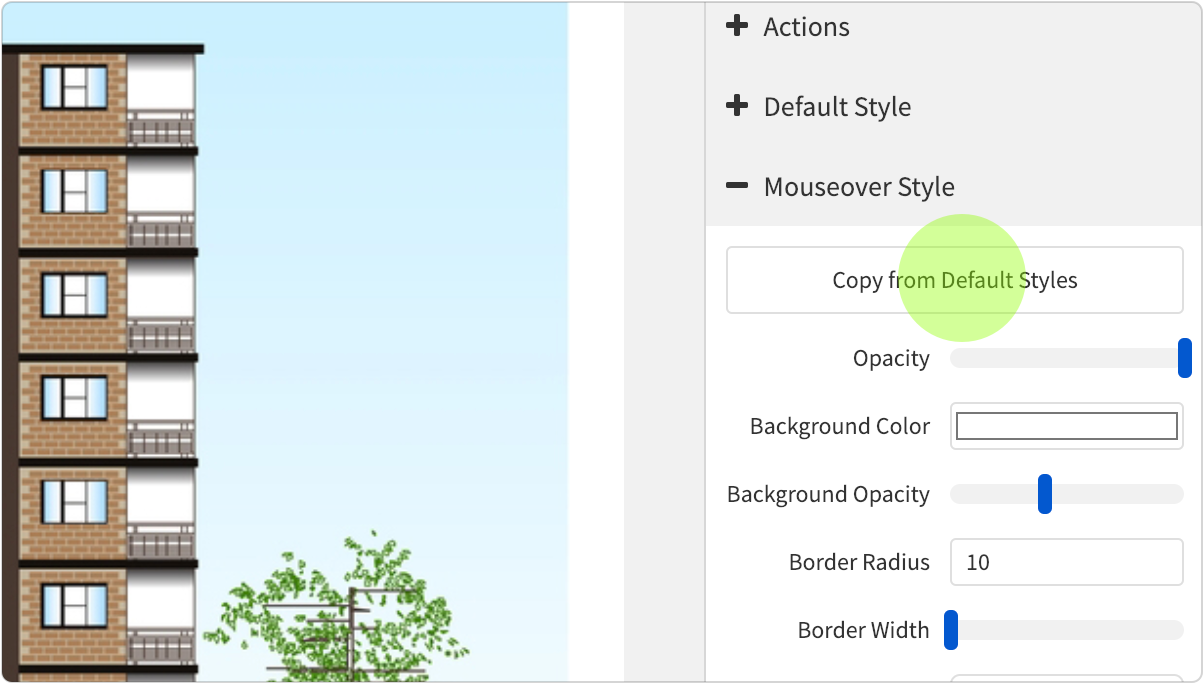 Actions
Default Style
Mouseover Style
Copy from Default Styles
Opacity
Background Color
Background Opacity
Border Radius 10
Border Width